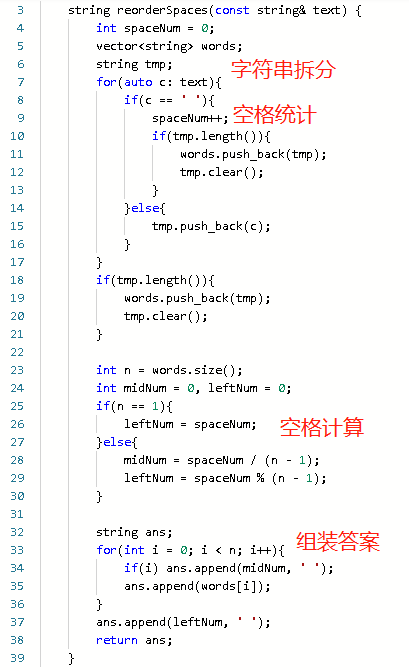 3 string reorderSpaces(const string& text) {
4 int spaceNum = 0;
5 vector<string> words;
6 string tmp; 字符串拆分
7 for(auto c: text){
8 if(c == ' '){
9 spaceNum++; 空格统计
10 if(tmp.length()){
11 words.push_back(tmp);
12 tmp.clear();
13 }
14 }else{
15 tmp.push_back(c);
16 }
17 }
18 if(tmp.length()){
19 words.push_back(tmp);
20 tmp.clear();
21 }
22
23 int n = words.size();
24 int midNum = 0, leftNum = 0;
25 if(n == 1){
26 leftNum = spaceNum; 空格计算
27 }else{
28 midNum = spaceNum / (n - 1);
29 leftNum = spaceNum % (n - 1);
30 }
31
32 string ans;
33 for(int i = 0; i < n; i++){ 组装答案
34 if(i) ans.append(midNum, ' ');
35 ans.append(words[i]);
36 }
37 ans.append(leftNum, ' ');
38 return ans;
39 }